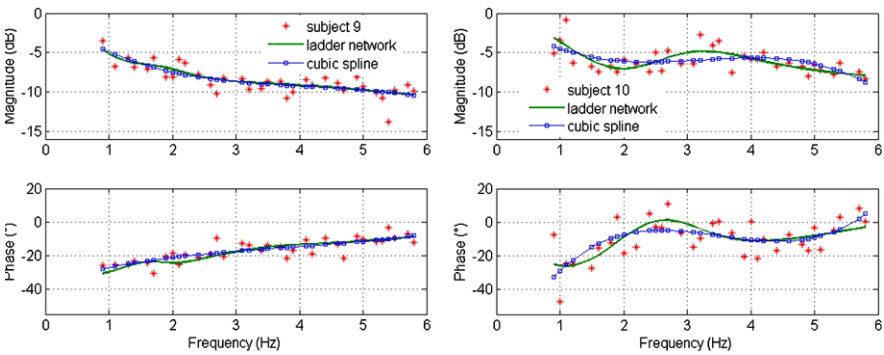 Magnitude (dB)
0
-5
-10
-15
subject 9
ladder network
cubic spline
0 1 2 3 4 5 6
Magnitude (dB)
0
-5
-10
-15
subject 10
ladder network
cubic spline
0 1 2 3 4 5 6
Phase (°)
20
0
-20
-40
0 1 2 3 4 5 6
Frequency (Hz)
Phase (°)
20
0
-20
-40
0 1 2 3 4 5 6
Frequency (Hz)